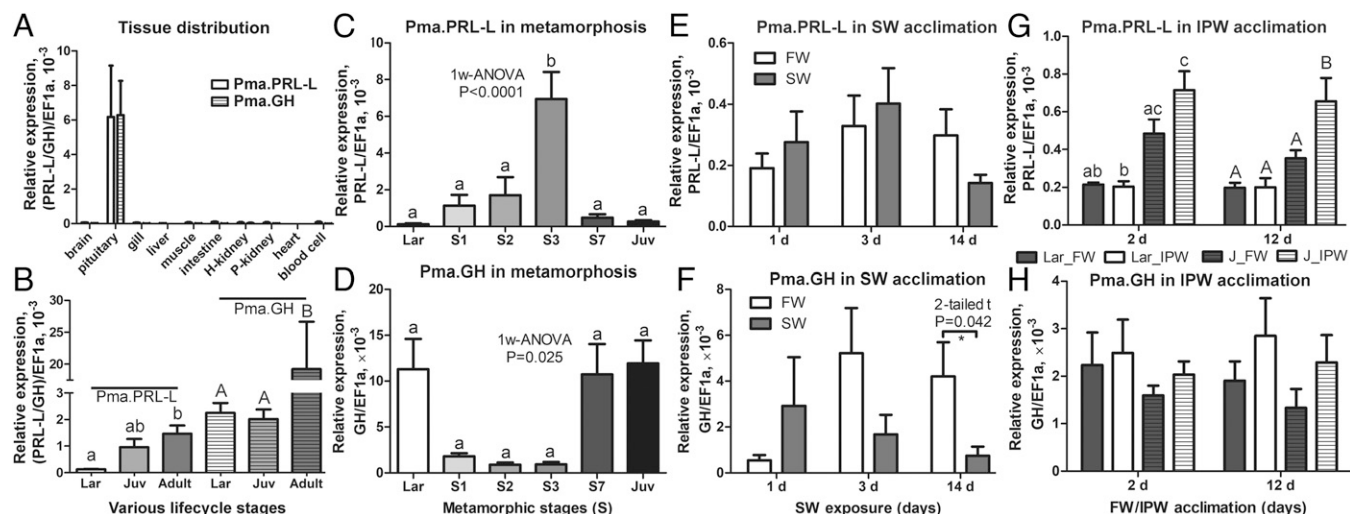 A
Tissue distribution
Relative expression,
(PRL-L/GH)/EF1a, 10⁻³
10
8
6
4
2
0
Pma.PRL-L
Pma.GH
brain
pituitary
gill
liver
muscle
intestine
H-kidney
P-kidney
heart
blood cell
B
Relative expression,
(PRL-L/GH)/EF1a, 10⁻³
30
25
20
15
4
3
2
1
0
Pma.PRL-L
Pma.GH
a
ab
b
A
A
B
Lar
Juv
Adult
Lar
Juv
Adult
Various lifecycle stages
C
Pma.PRL-L in metamorphosis
Relative expression,
PRL-L/EF1a, 10⁻³
10
8
6
4
2
0
1w-ANOVA
P<0.0001
a
a
a
b
a
a
Lar
S1
S2
S3
S7
Juv
D
Pma.GH in metamorphosis
Relative expression,
GH/EF1a, ×10⁻³
20
15
10
5
0
1w-ANOVA
P=0.025
a
a
a
a
a
a
Lar
S1
S2
S3
S7
Juv
Metamorphic stages (S)
E
Pma.PRL-L in SW acclimation
Relative expression,
PRL-L/EF1a, 10⁻³
0.6
0.4
0.2
0.0
FW
SW
1 d
3 d
14 d
F
Pma.GH in SW acclimation
Relative expression,
GH/EF1a, ×10⁻³
8
6
4
2
0
FW
SW
2-tailed t
P=0.042
*
1 d
3 d
14 d
SW exposure (days)
G
Pma.PRL-L in IPW acclimation
Relative expression,
PRL-L/EF1a, 10⁻³
1.0
0.8
0.6
0.4
0.2
0.0
ab
b
ac
c
A
A
A
B
2 d
12 d
Lar_FW
Lar_IPW
J_FW
J_IPW
H
Pma.GH in IPW acclimation
Relative expression,
GH/EF1a, ×10⁻³
4
3
2
1
0
2 d
12 d
FW/IPW acclimation (days)